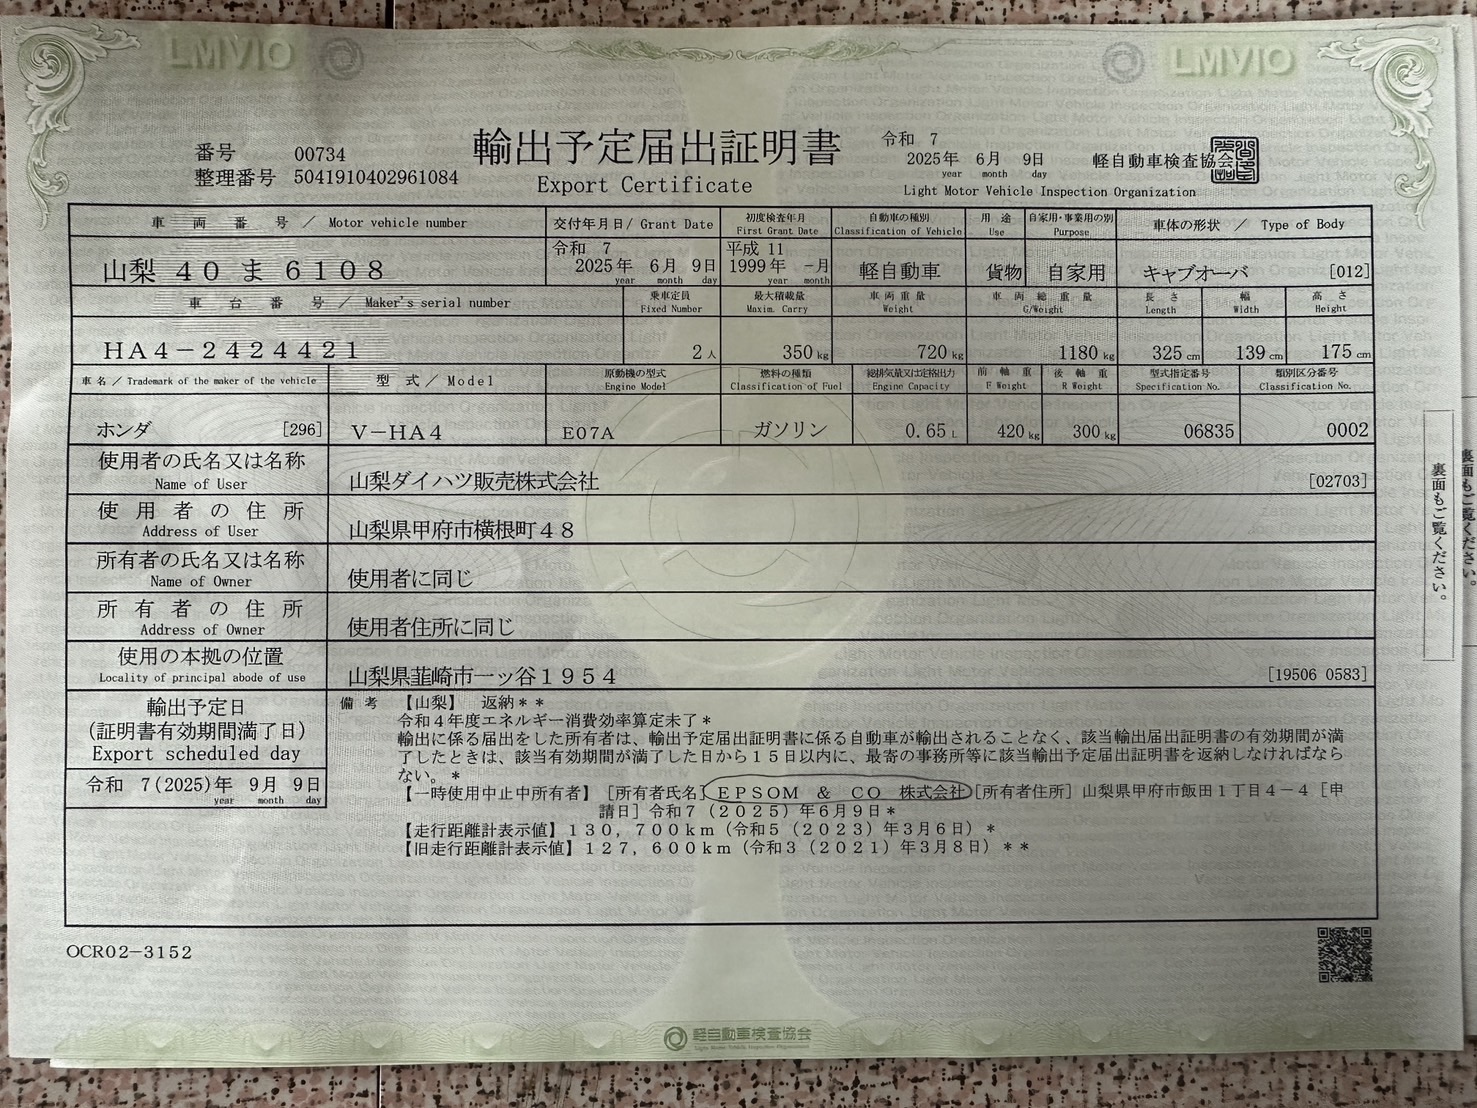 LMVIO
LMVIO
番号 00734
整理番号 5041910402961084
輸出予定届出証明書
Export Certificate
令和 7
2025年 6月 9日
year month day
軽自動車検査協会
Light Motor Vehicle Inspection Organization
車両番号 / Motor vehicle number
交付年月日/ Grant Date
初度検査年月
First Grant Date
自動車の種別
Classification of Vehicle
用途
Use
自家用・事業用の別
Purpose
車体の形状 / Type of Body
山梨 40 ま 6108
令和 7
2025年 6月 9日
year month day
平成 11
1999年 -月
year month
軽自動車
貨物
自家用
キャブオーバ [012]
車台番号 / Maker's serial number
乗車定員
Fixed Number
最大積載量
Maxim. Carry
車両重量
Weight
車両総重量
G/Weight
長さ
Length
幅
Width
高さ
Height
HA4-2424421
2人
350kg
720kg
1180kg
325cm
139cm
175cm
車名 / Trademark of the maker of the vehicle
型式 / Model
原動機の型式
Engine Model
燃料の種類
Classification of Fuel
総排気量又は定格出力
Engine Capacity
前軸重
F Weight
後軸重
R Weight
型式指定番号
Specification No.
類別区分番号
Classification No.
ホンダ [296]
V-HA4
E07A
ガソリン
0.65L
420kg
300kg
06835
0002
使用者の氏名又は名称
Name of User
山梨ダイハツ販売株式会社 [02703]
使用者の住所
Address of User
山梨県甲府市横根町48
所有者の氏名又は名称
Name of Owner
使用者に同じ
所有者の住所
Address of Owner
使用者住所に同じ
使用の本拠の位置
Locality of principal abode of use
山梨県韮崎市一ッ谷1954 [19506 0583]
輸出予定日
(証明書有効期間満了日)
Export scheduled day
令和 7(2025)年 9月 9日
year month day
備考 【山梨】 返納＊＊
令和4年度エネルギー消費効率算定未了＊
輸出に係る届出をした所有者は、輸出予定届出証明書に係る自動車が輸出されることなく、該当輸出届出証明書の有効期間が満
了したときは、該当有効期間が満了した日から15日以内に、最寄の事務所等に該当輸出予定届出証明書を返納しなければなら
ない。＊
【一時使用中止中所有者】[所有者氏名] EPSOM & CO 株式会社 [所有者住所] 山梨県甲府市飯田1丁目4-4 [申
請日] 令和7 (2025) 年6月9日＊
【走行距離計表示値】130,700km (令和5 (2023) 年3月6日) ＊
【旧走行距離計表示値】127,600km (令和3 (2021) 年3月8日) ＊＊
OCR02-3152
軽自動車検査協会
Light Motor Vehicle Inspection Organization
裏面もご覧ください。
裏面もご覧ください。